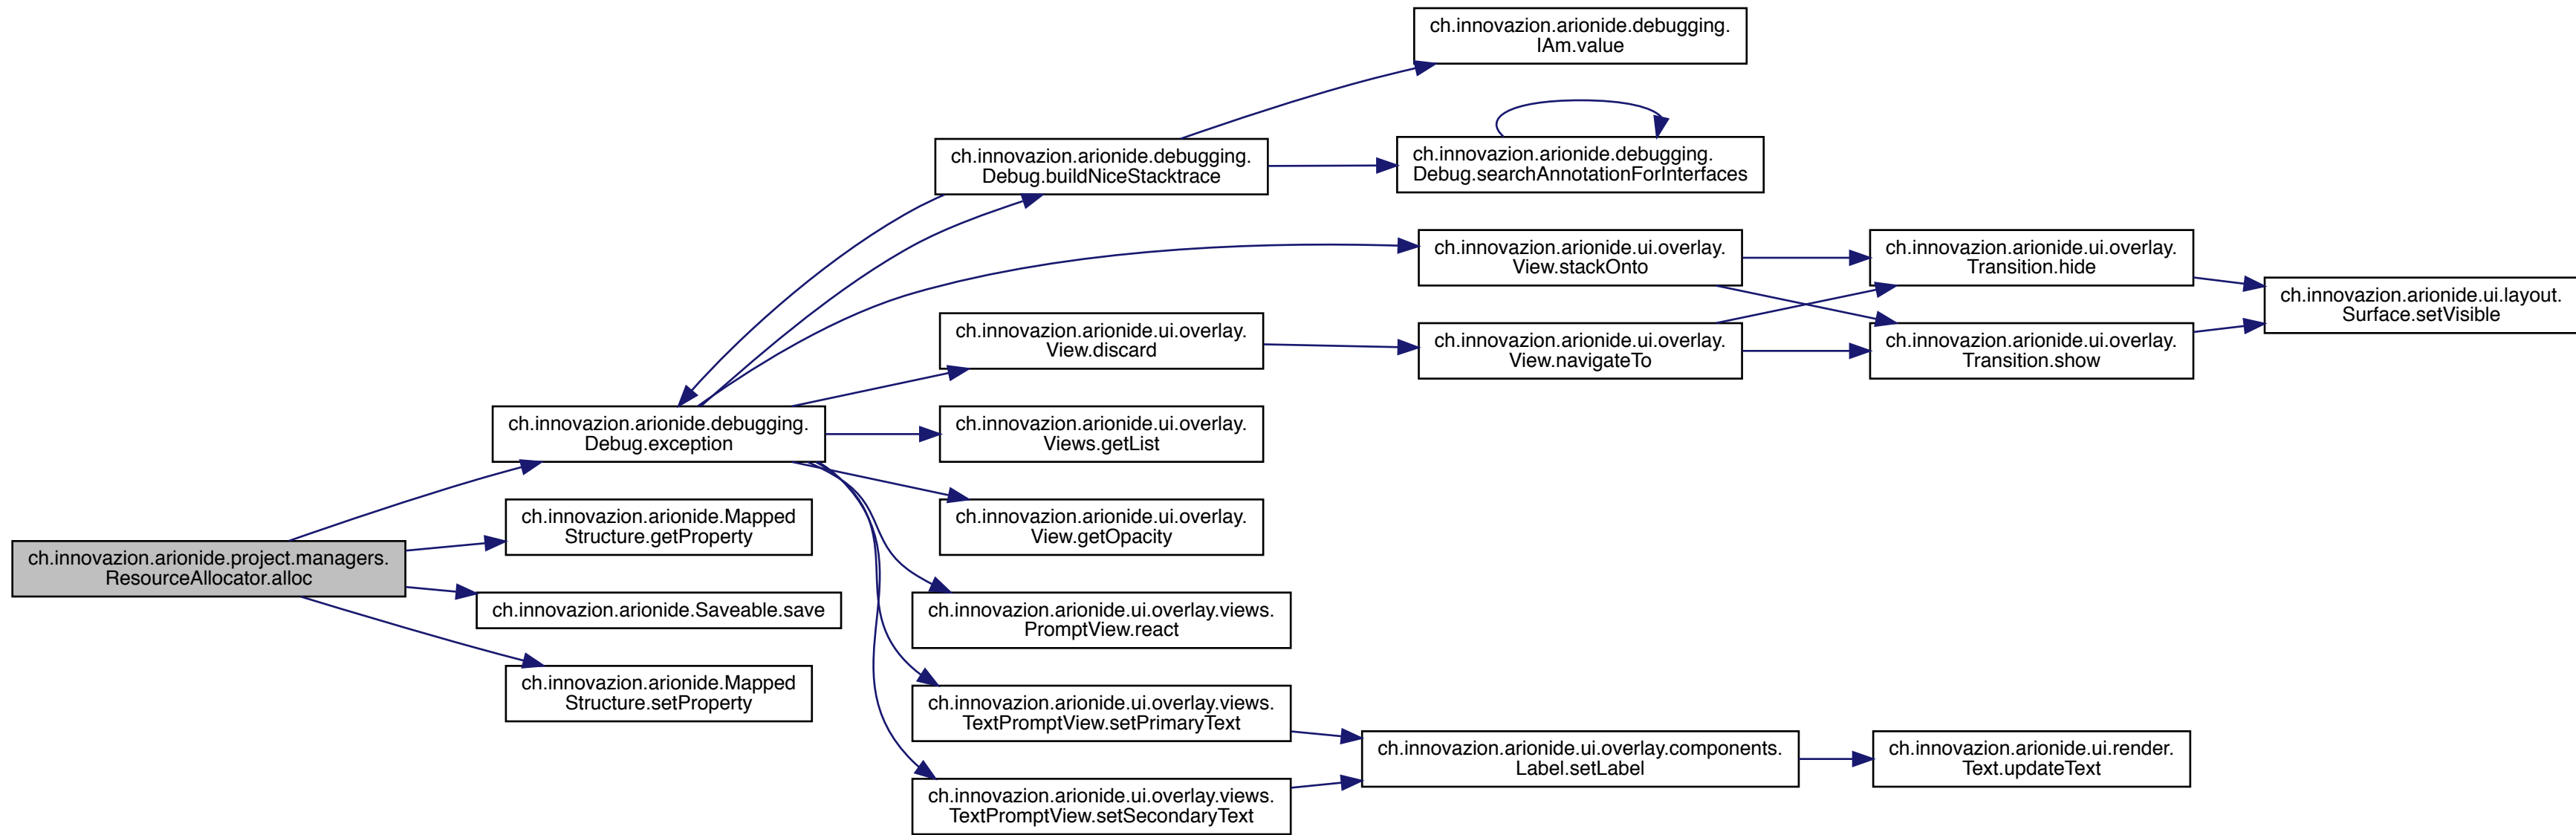 ch.innovazion.arionide.debugging.
IAm.value
ch.innovazion.arionide.debugging.
Debug.buildNiceStacktrace
ch.innovazion.arionide.debugging.
Debug.searchAnnotationForInterfaces
ch.innovazion.arionide.ui.overlay.
View.stackOnto
ch.innovazion.arionide.ui.overlay.
Transition.hide
ch.innovazion.arionide.ui.layout.
Surface.setVisible
ch.innovazion.arionide.ui.overlay.
View.discard
ch.innovazion.arionide.ui.overlay.
View.navigateTo
ch.innovazion.arionide.ui.overlay.
Transition.show
ch.innovazion.arionide.debugging.
Debug.exception
ch.innovazion.arionide.ui.overlay.
Views.getList
ch.innovazion.arionide.Mapped
Structure.getProperty
ch.innovazion.arionide.ui.overlay.
View.getOpacity
ch.innovazion.arionide.project.managers.
ResourceAllocator.alloc
ch.innovazion.arionide.Saveable.save
ch.innovazion.arionide.ui.overlay.views.
PromptView.react
ch.innovazion.arionide.Mapped
Structure.setProperty
ch.innovazion.arionide.ui.overlay.views.
TextPromptView.setPrimaryText
ch.innovazion.arionide.ui.overlay.components.
Label.setLabel
ch.innovazion.arionide.ui.render.
Text.updateText
ch.innovazion.arionide.ui.overlay.views.
TextPromptView.setSecondaryText